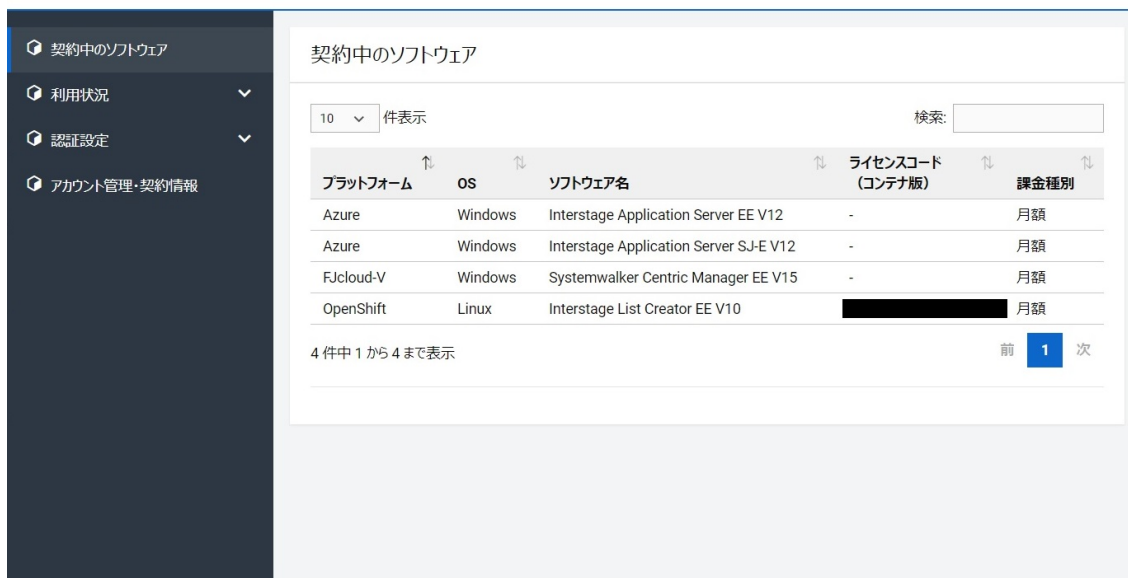 契約中のソフトウェア
利用状況
認証設定
アカウント管理・契約情報
契約中のソフトウェア
10 件表示
検索:
プラットフォーム OS ソフトウェア名 ライセンスコード 課金種別
(コンテナ版)
Azure Windows Interstage Application Server EE V12 - 月額
Azure Windows Interstage Application Server SJ-E V12 - 月額
FJcloud-V Windows Systemwalker Centric Manager EE V15 - 月額
OpenShift Linux Interstage List Creator EE V10 月額
4 件中 1 から 4 まで表示
前 1 次